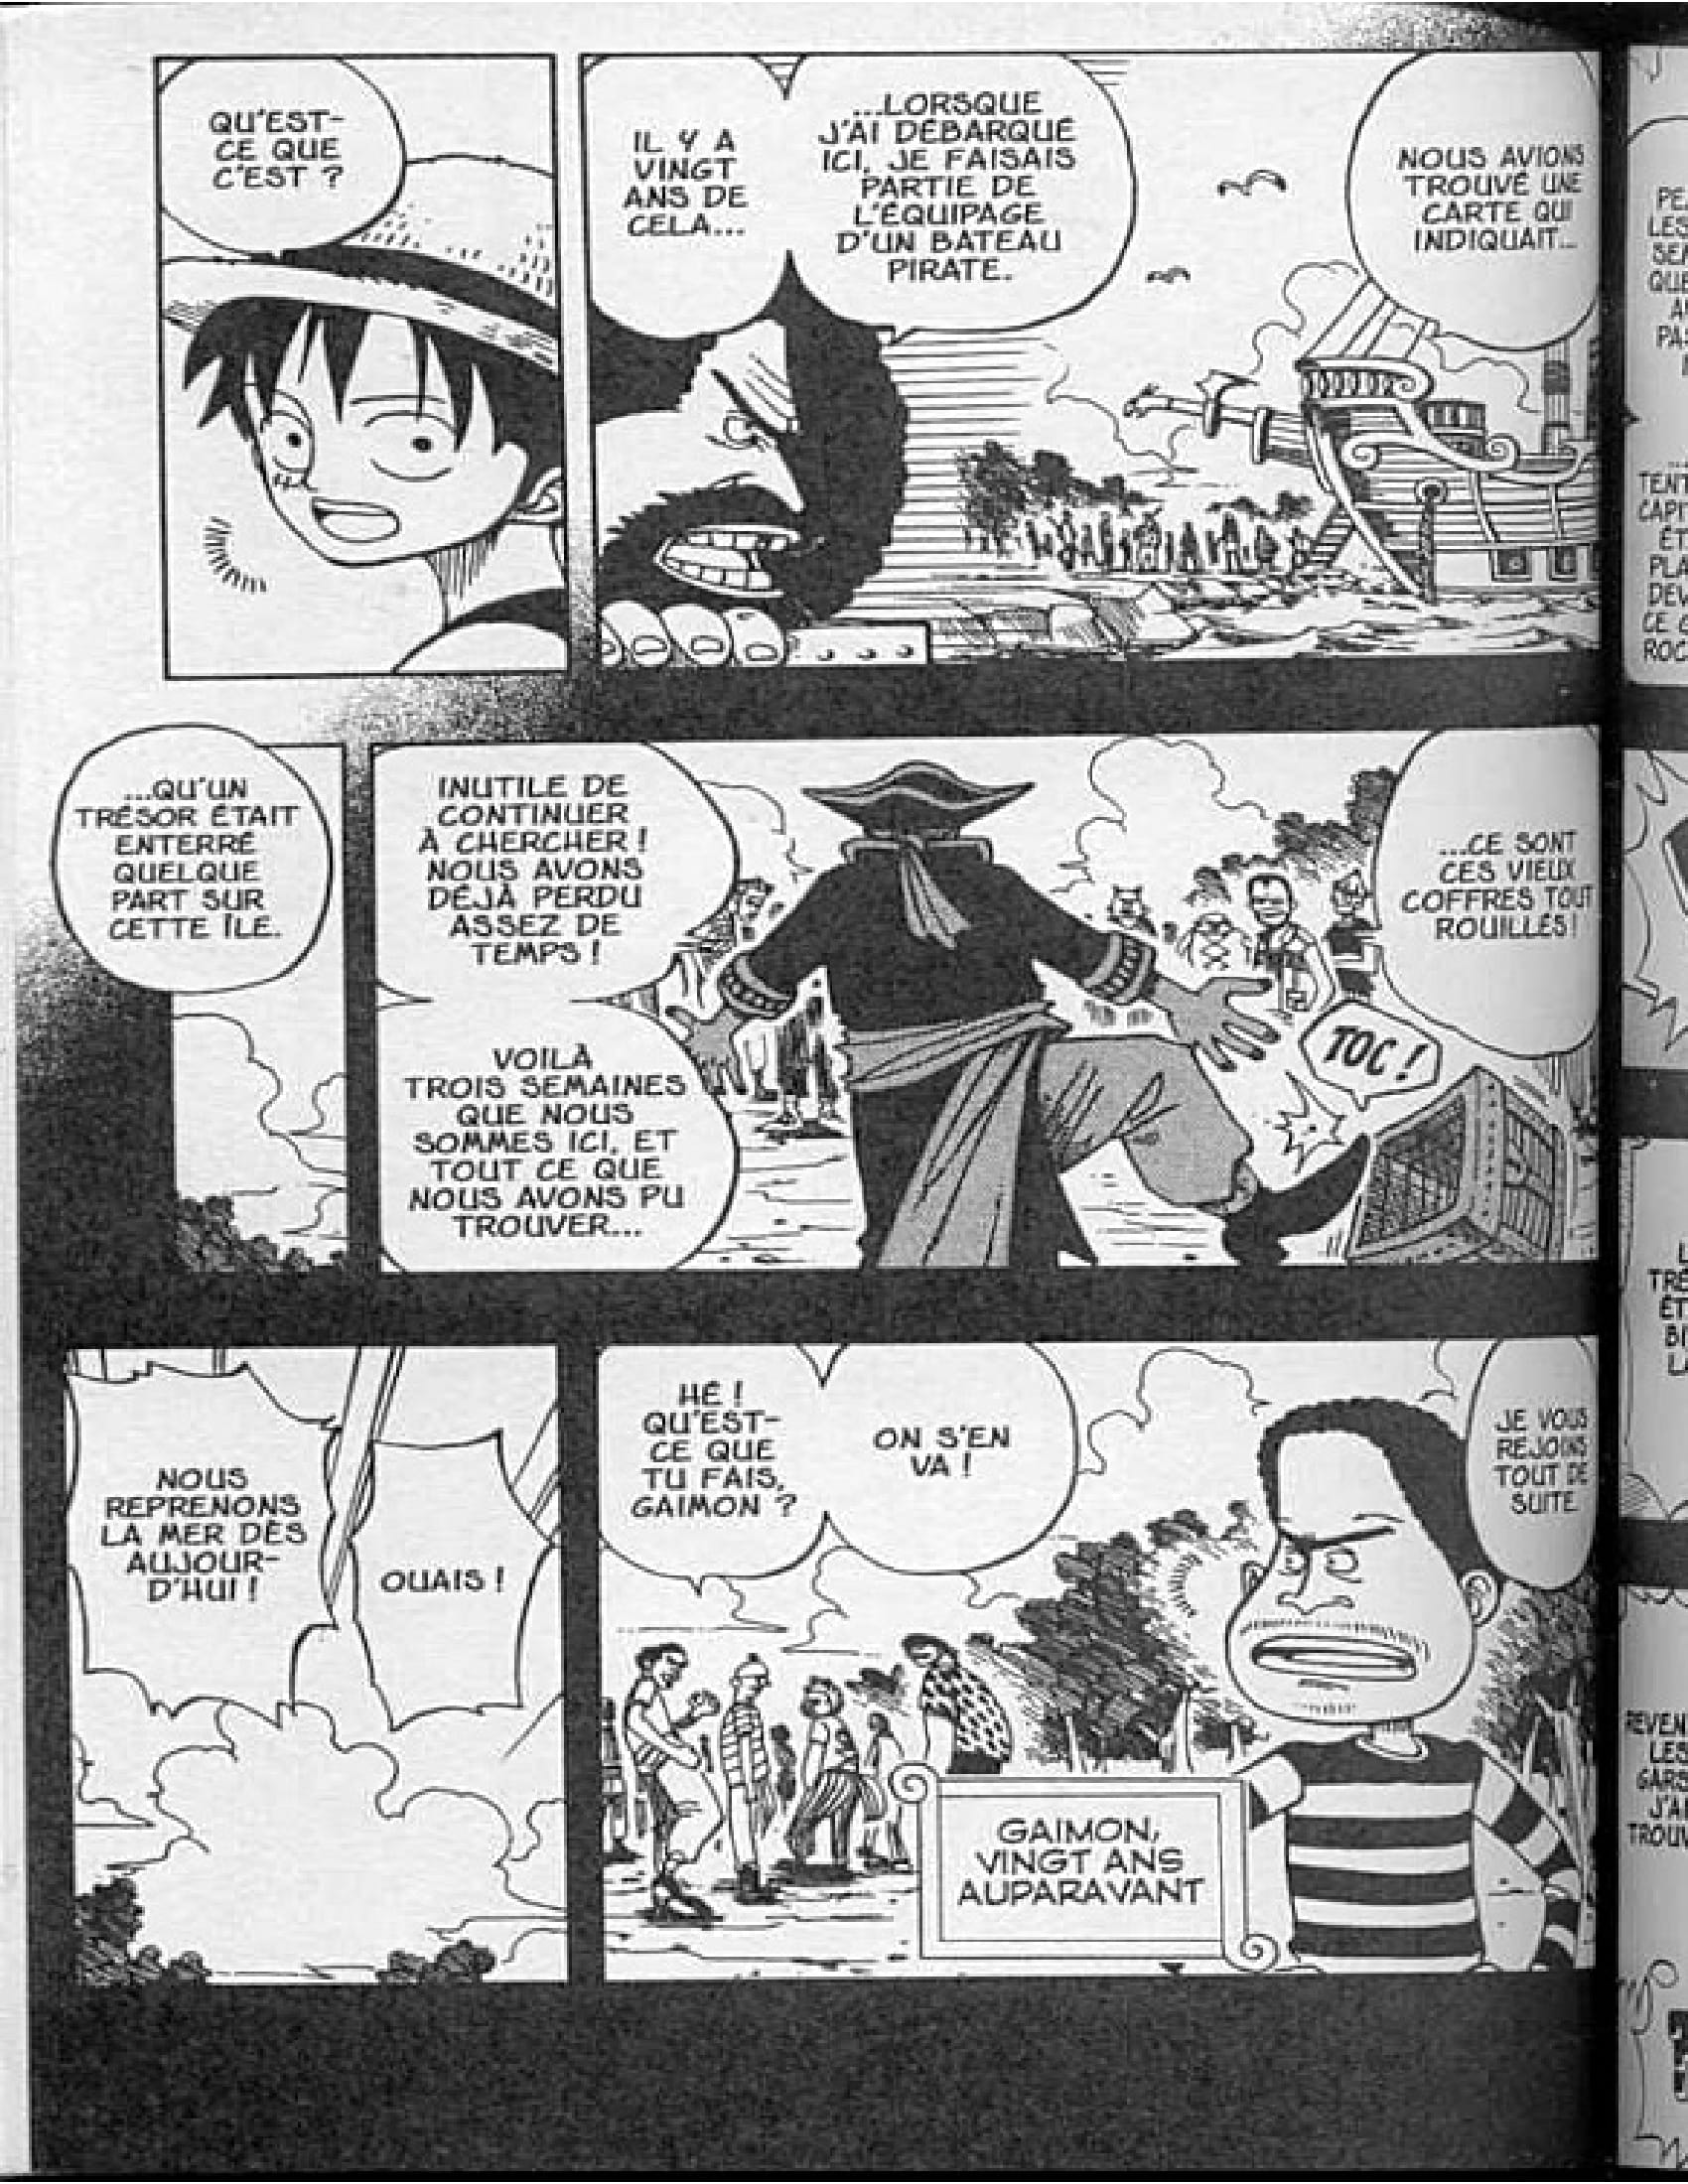 QU'EST-
CE QUE
C'EST ?
IL Y A
VINGT
ANS DE
CELA...
...LORSQUE
J'AI DÉBARQUÉ
ICI, JE FAISAIS
PARTIE DE
L'ÉQUIPAGE
D'UN BATEAU
PIRATE.
NOUS AVIONS
TROUVÉ UNE
CARTE QUI
INDIQUAIT...
...QU'UN
TRÉSOR ÉTAIT
ENTERRÉ
QUELQUE
PART SUR
CETTE ÎLE.
INUTILE DE
CONTINUER
À CHERCHER !
NOUS AVONS
DÉJÀ PERDU
ASSEZ DE
TEMPS !
VOILÀ
TROIS SEMAINES
QUE NOUS
SOMMES ICI, ET
TOUT CE QUE
NOUS AVONS PU
TROUVER...
...CE SONT
CES VIEUX
COFFRES TOUT
ROUILLÉS !
TOC !
NOUS
REPRENONS
LA MER DÈS
AUJOUR-
D'HUI !
OUAIS !
HÉ !
QU'EST-
CE QUE
TU FAIS,
GAIMON ?
ON S'EN
VA !
JE VOUS
REJOINS
TOUT DE
SUITE
GAIMON,
VINGT ANS
AUPARAVANT